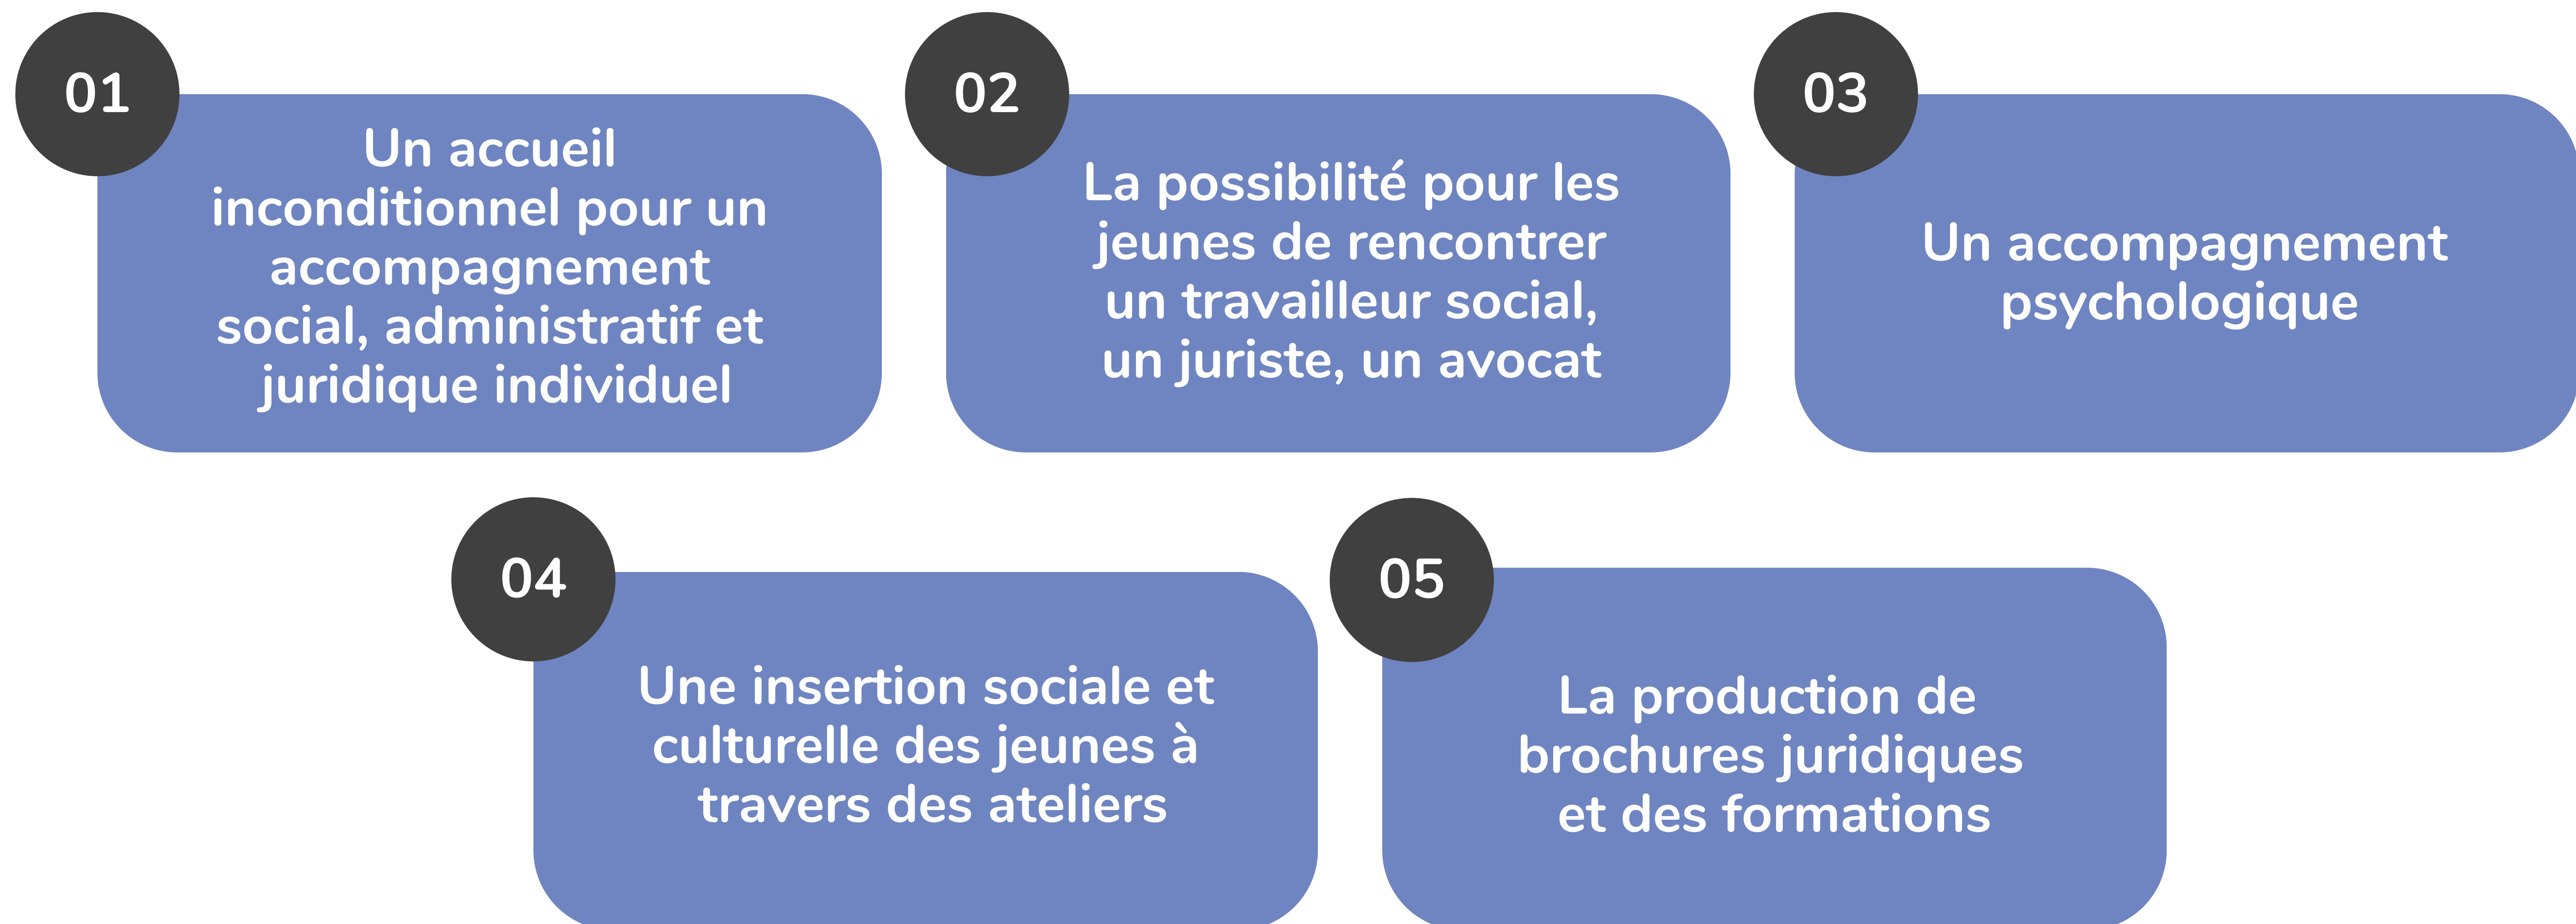 01
Un accueil
inconditionnel pour un
accompagnement
social, administratif et
juridique individuel
02
La possibilité pour les
jeunes de rencontrer
un travailleur social,
un juriste, un avocat
03
Un accompagnement
psychologique
04
Une insertion sociale et
culturelle des jeunes à
travers des ateliers
05
La production de
brochures juridiques
et des formations